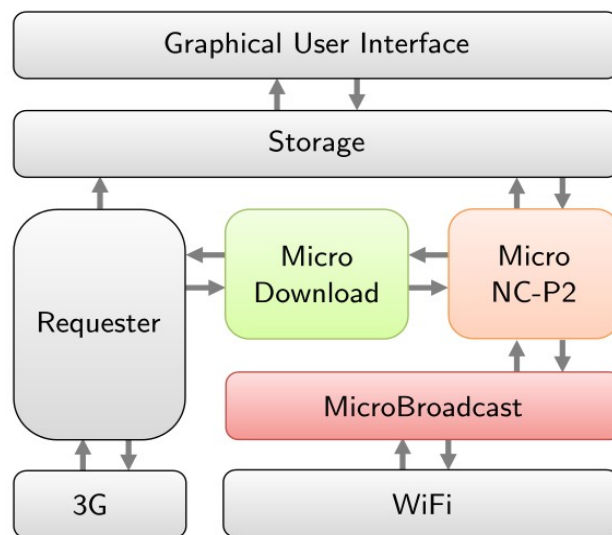 Graphical User Interface
Storage
Requester
Micro
Download
Micro
NC-P2
MicroBroadcast
3G
WiFi